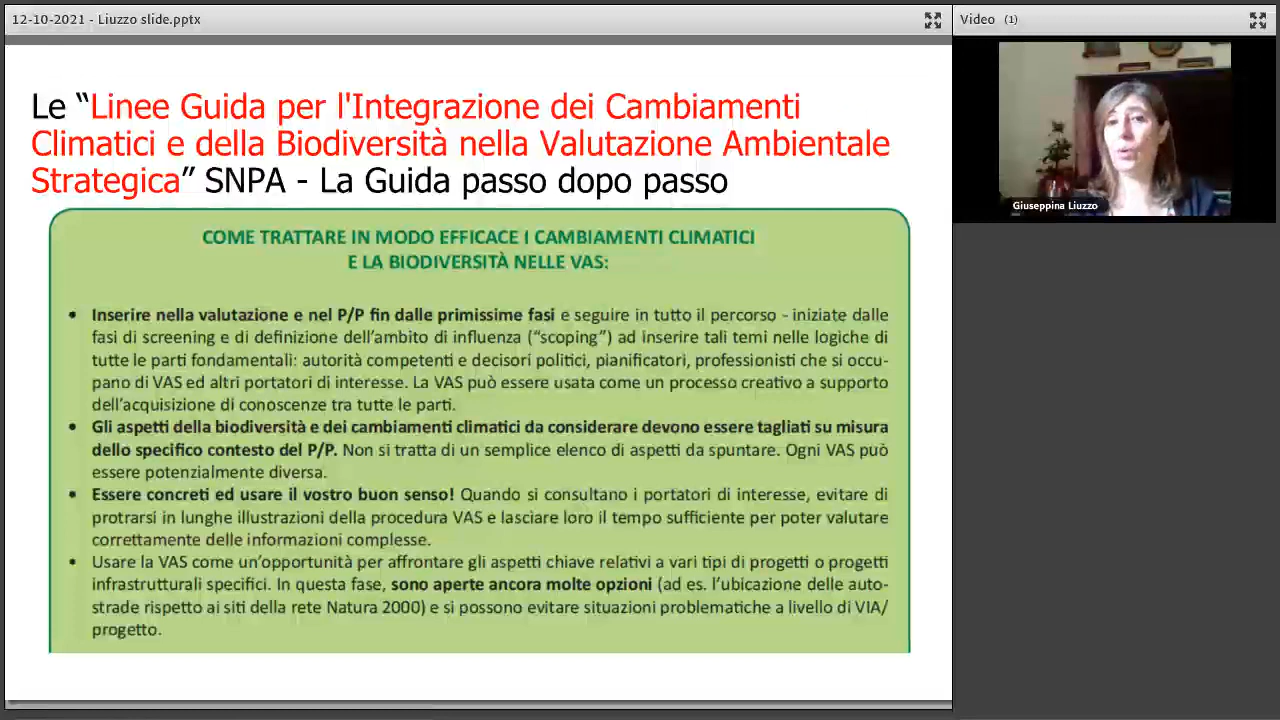 12-10-2021 - Liuzzo slide.pptx
Video (1)
Le “Linee Guida per l'Integrazione dei Cambiamenti
Climatici e della Biodiversità nella Valutazione Ambientale
Strategica” SNPA - La Guida passo dopo passo
Giuseppina Liuzzo
COME TRATTARE IN MODO EFFICACE I CAMBIAMENTI CLIMATICI
E LA BIODIVERSITÀ NELLE VAS:
• Inserire nella valutazione e nel P/P fin dalle primissime fasi e seguire in tutto il percorso - iniziate dalle
fasi di screening e di definizione dell’ambito di influenza (“scoping”) ad inserire tali temi nelle logiche di
tutte le parti fondamentali: autorità competenti e decisori politici, pianificatori, professionisti che si occu-
pano di VAS ed altri portatori di interesse. La VAS può essere usata come un processo creativo a supporto
dell’acquisizione di conoscenze tra tutte le parti.
• Gli aspetti della biodiversità e dei cambiamenti climatici da considerare devono essere tagliati su misura
dello specifico contesto del P/P. Non si tratta di un semplice elenco di aspetti da spuntare. Ogni VAS può
essere potenzialmente diversa.
• Essere concreti ed usare il vostro buon senso! Quando si consultano i portatori di interesse, evitare di
protrarsi in lunghe illustrazioni della procedura VAS e lasciare loro il tempo sufficiente per poter valutare
correttamente delle informazioni complesse.
• Usare la VAS come un’opportunità per affrontare gli aspetti chiave relativi a vari tipi di progetti o progetti
infrastrutturali specifici. In questa fase, sono aperte ancora molte opzioni (ad es. l’ubicazione delle auto-
strade rispetto ai siti della rete Natura 2000) e si possono evitare situazioni problematiche a livello di VIA/
progetto.